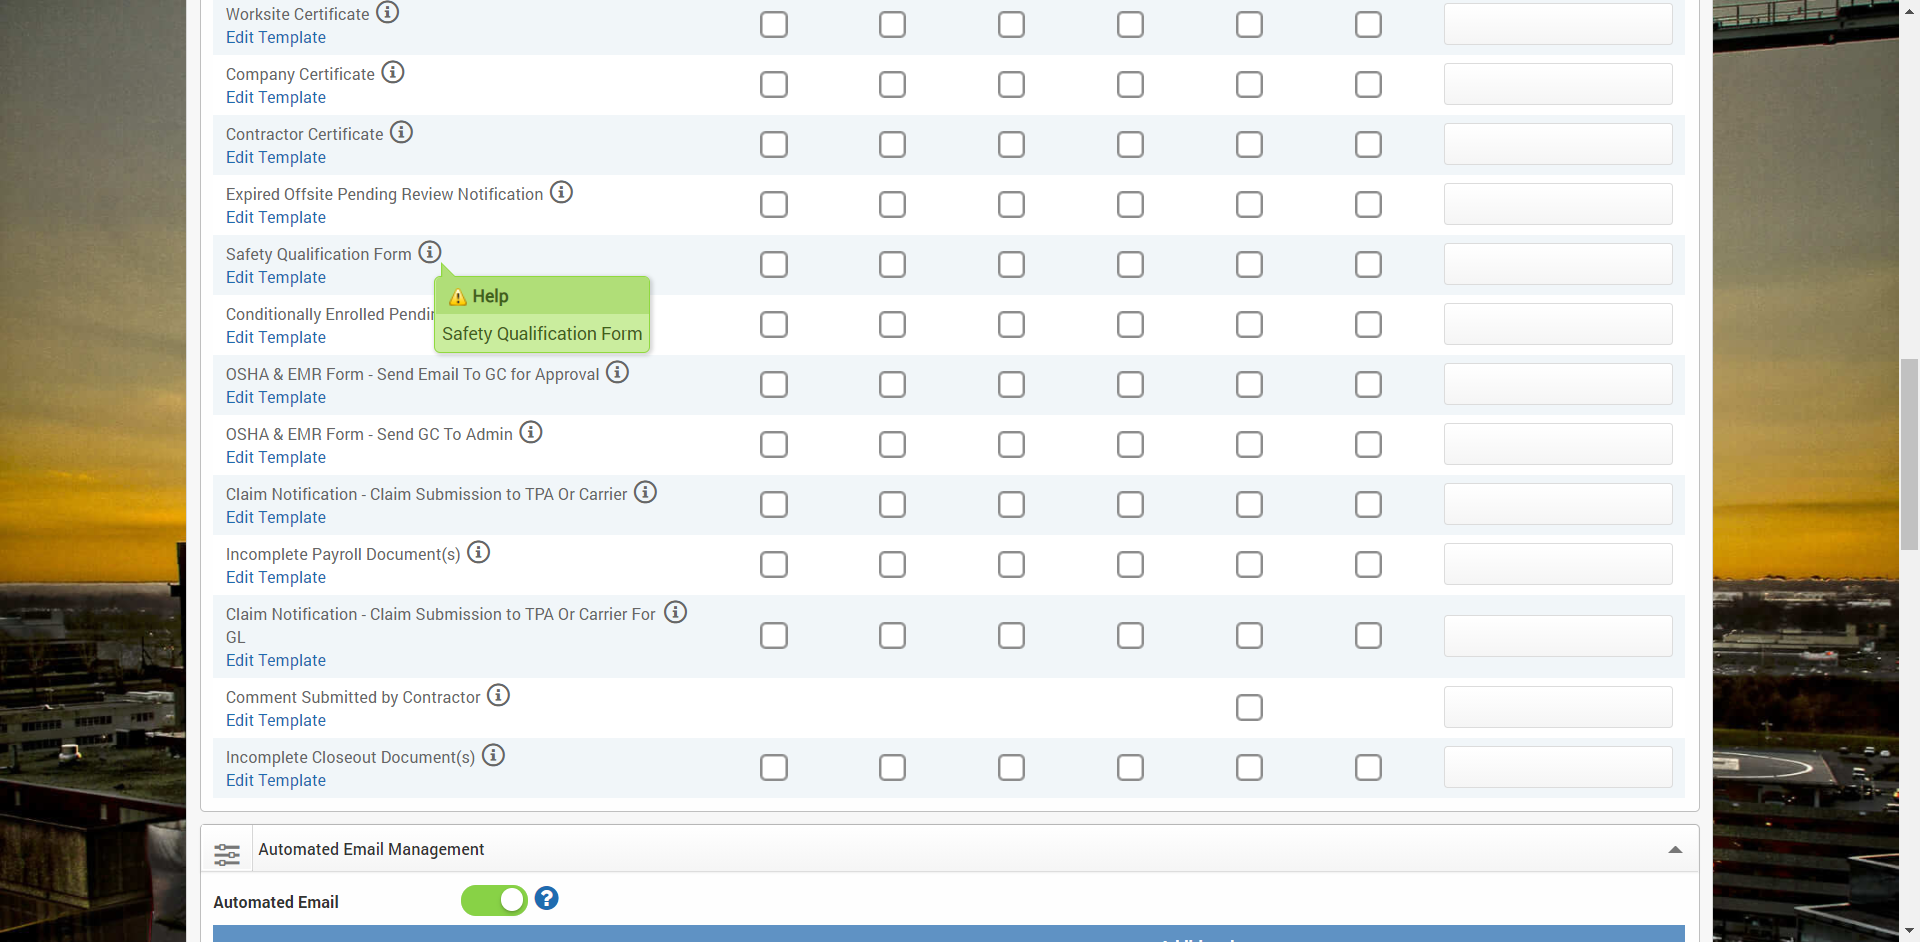 Worksite Certificate
Edit Template
Company Certificate
Edit Template
Contractor Certificate
Edit Template
Expired Offsite Pending Review Notification
Edit Template
Safety Qualification Form
Edit Template
Help
Safety Qualification Form
Conditionally Enrolled
Edit Template
OSHA & EMR Form - Send Email To GC for Approval
Edit Template
OSHA & EMR Form - Send GC To Admin
Edit Template
Claim Notification - Claim Submission to TPA Or Carrier
Edit Template
Incomplete Payroll Document(s)
Edit Template
Claim Notification - Claim Submission to TPA Or Carrier For
GL
Edit Template
Comment Submitted by Contractor
Edit Template
Incomplete Closeout Document(s)
Edit Template
Automated Email Management
Automated Email